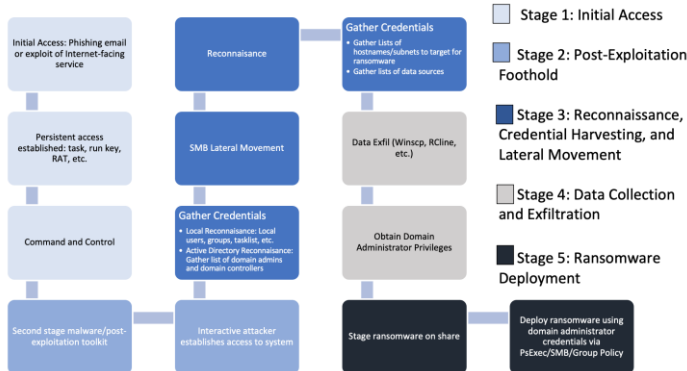 Initial Access: Phishing email
or exploit of Internet-facing
service
Persistent access
established: task, run key,
RAT, etc.
Command and Control
Second stage malware/post-
exploitation toolkit
Reconnaisance
SMB Lateral Movement
Gather Credentials
• Local Reconnaisance: Local
users, groups, tasklist, etc.
• Active Directory Reconnaisance:
Gather list of domain admins
and domain controllers
Interactive attacker
establishes access to system
Gather Credentials
• Gather Lists of
hostnames/subnets to target for
ransomware
• Gather lists of data sources
Data Exfil (Winscp, RCline,
etc.)
Obtain Domain
Administrator Privileges
Stage ransomware on share
Deploy ransomware using
domain administrator
credentials via
PsExec/SMB/Group Policy
Stage 1: Initial Access
Stage 2: Post-Exploitation
Foothold
Stage 3: Reconnaissance,
Credential Harvesting, and
Lateral Movement
Stage 4: Data Collection
and Exfiltration
Stage 5: Ransomware
Deployment